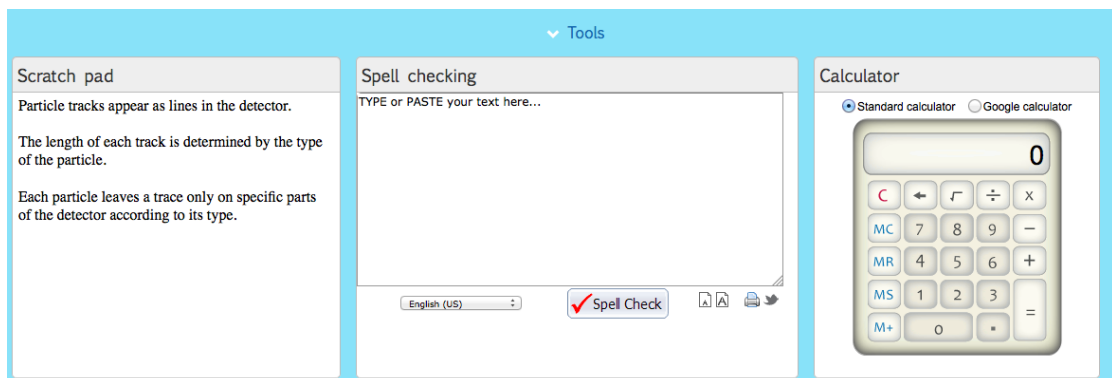 Tools
Scratch pad
Particle tracks appear as lines in the detector.
The length of each track is determined by the type
of the particle.
Each particle leaves a trace only on specific parts
of the detector according to its type.
Spell checking
TYPE or PASTE your text here...
English (US)
Spell Check
A A
Calculator
Standard calculator Google calculator
0
C ← √ ÷ x
MC 7 8 9 −
MR 4 5 6 +
MS 1 2 3
=
M+ 0 .